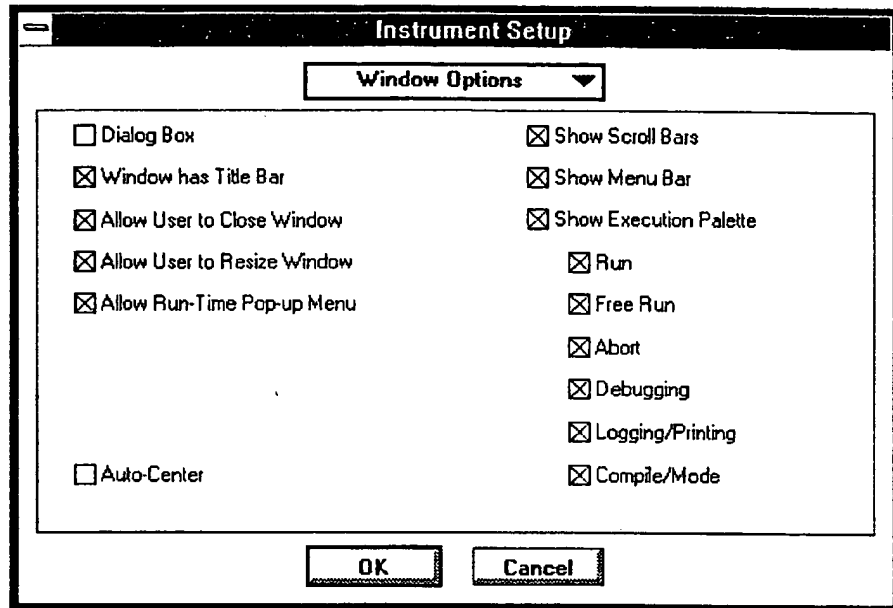 Instrument Setup
Window Options
Dialog Box
Window has Title Bar
Allow User to Close Window
Allow User to Resize Window
Allow Run-Time Pop-up Menu
Auto-Center
Show Scroll Bars
Show Menu Bar
Show Execution Palette
Run
Free Run
Abort
Debugging
Logging/Printing
Compile/Mode
OK
Cancel